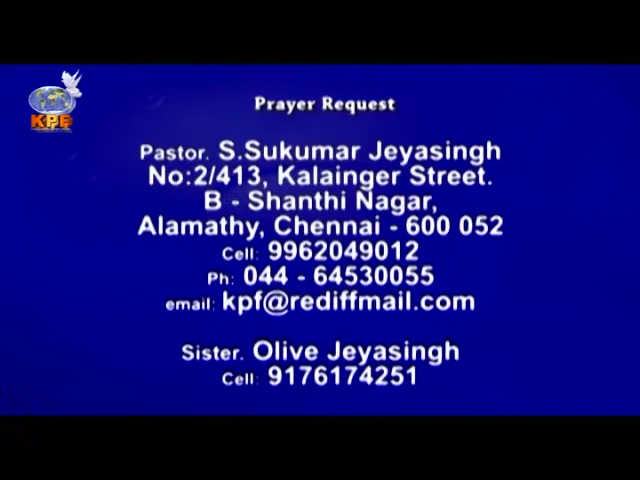 KPF
Prayer Request
Pastor. S.Sukumar Jeyasingh
No:2/413, Kalainger Street.
B - Shanthi Nagar,
Alamathy, Chennai - 600 052
Cell: 9962049012
Ph: 044 - 64530055
email: kpf@rediffmail.com
Sister. Olive Jeyasingh
Cell: 9176174251